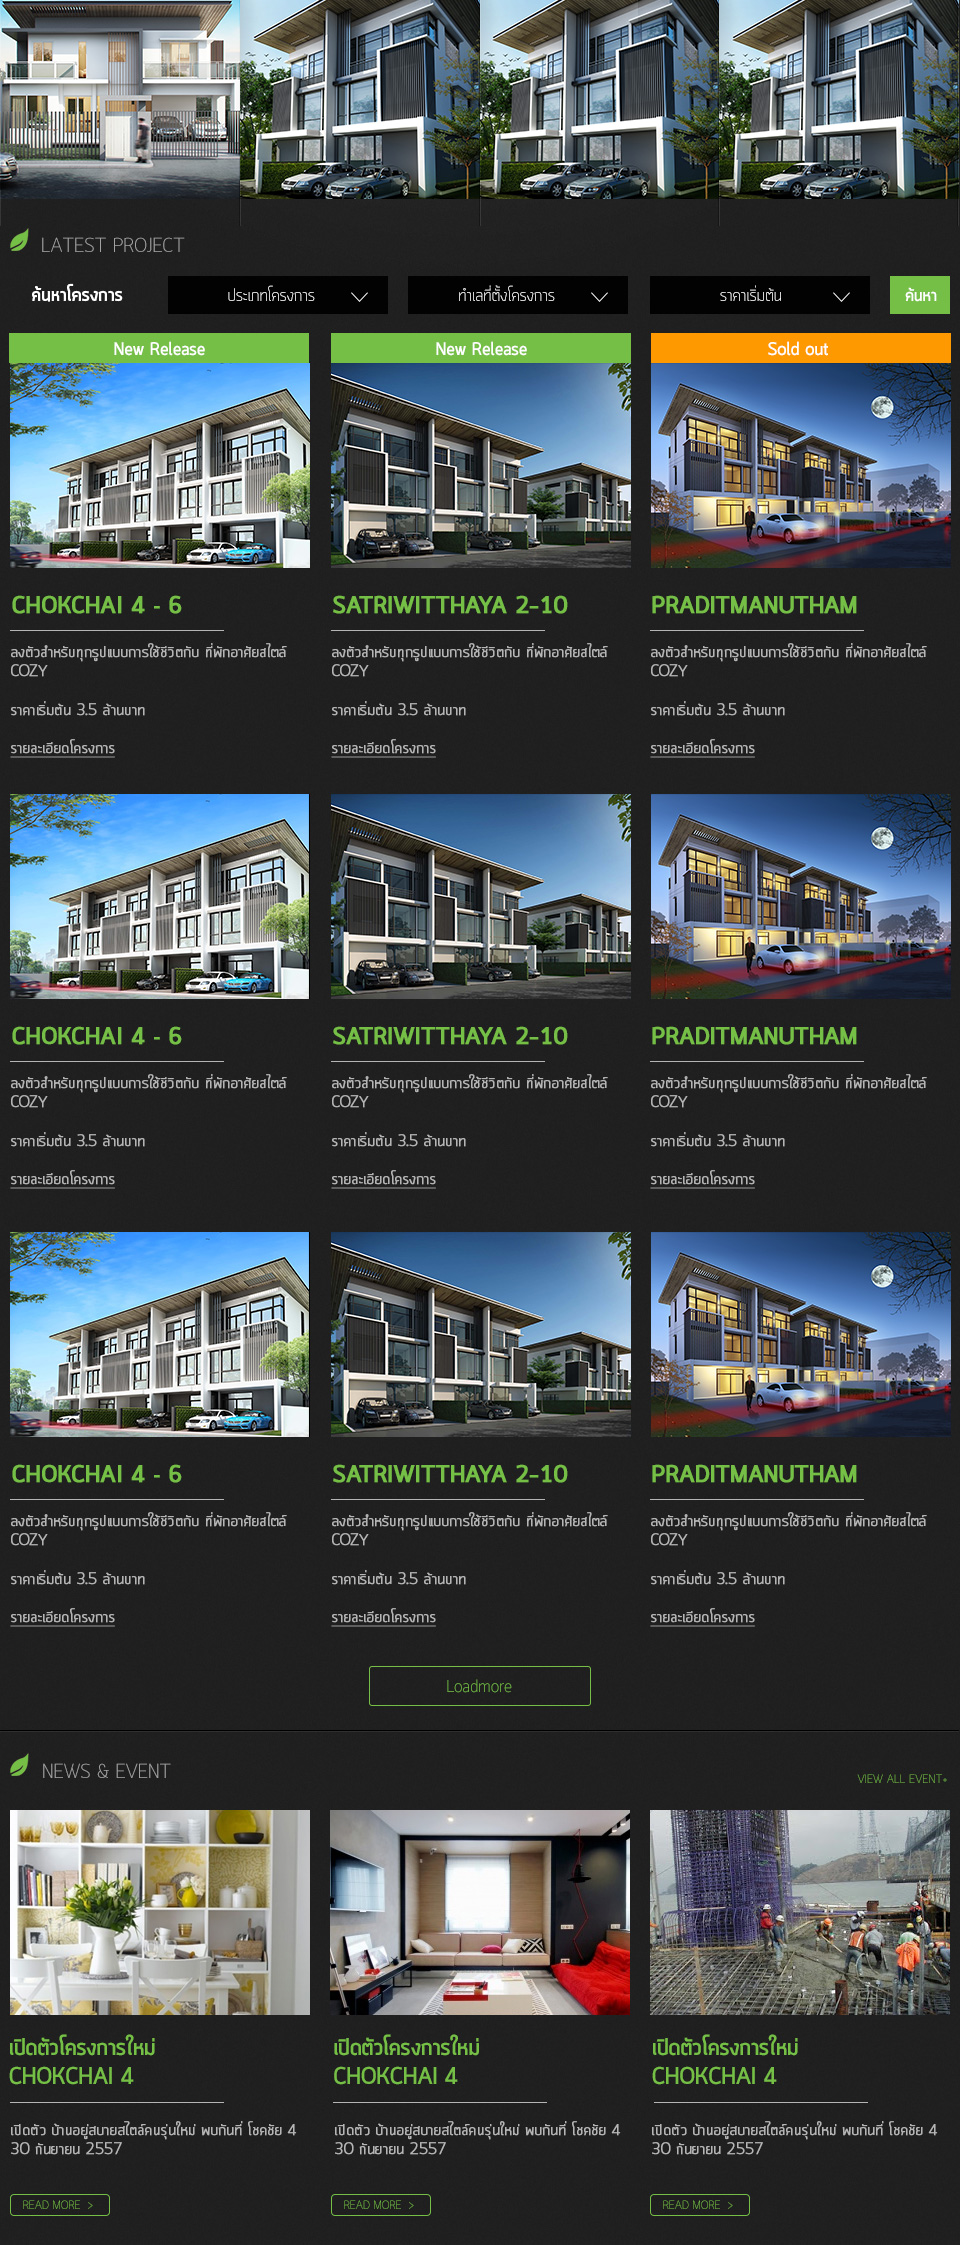 LATEST PROJECT
ค้นหาโครงการ ประเภทโครงการ ทำเลที่ตั้งโครงการ ราคาเริ่มต้น ค้นหา
New Release New Release Sold out
CHOKCHAI 4 - 6
ลงตัวสำหรับทุกรูปแบบการใช้ชีวิตกับ ที่พักอาศัยสไตล์
COZY
ราคาเริ่มต้น 3.5 ล้านบาท
รายละเอียดโครงการ
SATRIWITTHAYA 2-10
ลงตัวสำหรับทุกรูปแบบการใช้ชีวิตกับ ที่พักอาศัยสไตล์
COZY
ราคาเริ่มต้น 3.5 ล้านบาท
รายละเอียดโครงการ
PRADITMANUTHAM
ลงตัวสำหรับทุกรูปแบบการใช้ชีวิตกับ ที่พักอาศัยสไตล์
COZY
ราคาเริ่มต้น 3.5 ล้านบาท
รายละเอียดโครงการ
CHOKCHAI 4 - 6
ลงตัวสำหรับทุกรูปแบบการใช้ชีวิตกับ ที่พักอาศัยสไตล์
COZY
ราคาเริ่มต้น 3.5 ล้านบาท
รายละเอียดโครงการ
SATRIWITTHAYA 2-10
ลงตัวสำหรับทุกรูปแบบการใช้ชีวิตกับ ที่พักอาศัยสไตล์
COZY
ราคาเริ่มต้น 3.5 ล้านบาท
รายละเอียดโครงการ
PRADITMANUTHAM
ลงตัวสำหรับทุกรูปแบบการใช้ชีวิตกับ ที่พักอาศัยสไตล์
COZY
ราคาเริ่มต้น 3.5 ล้านบาท
รายละเอียดโครงการ
CHOKCHAI 4 - 6
ลงตัวสำหรับทุกรูปแบบการใช้ชีวิตกับ ที่พักอาศัยสไตล์
COZY
ราคาเริ่มต้น 3.5 ล้านบาท
รายละเอียดโครงการ
SATRIWITTHAYA 2-10
ลงตัวสำหรับทุกรูปแบบการใช้ชีวิตกับ ที่พักอาศัยสไตล์
COZY
ราคาเริ่มต้น 3.5 ล้านบาท
รายละเอียดโครงการ
PRADITMANUTHAM
ลงตัวสำหรับทุกรูปแบบการใช้ชีวิตกับ ที่พักอาศัยสไตล์
COZY
ราคาเริ่มต้น 3.5 ล้านบาท
รายละเอียดโครงการ
Loadmore
NEWS & EVENT
VIEW ALL EVENT+
เปิดตัวโครงการใหม่
CHOKCHAI 4
เปิดตัว บ้านอยู่สบายสไตล์คนรุ่นใหม่ พบกันที่ โชคชัย 4
30 กันยายน 2557
READ MORE >
เปิดตัวโครงการใหม่
CHOKCHAI 4
เปิดตัว บ้านอยู่สบายสไตล์คนรุ่นใหม่ พบกันที่ โชคชัย 4
30 กันยายน 2557
READ MORE >
เปิดตัวโครงการใหม่
CHOKCHAI 4
เปิดตัว บ้านอยู่สบายสไตล์คนรุ่นใหม่ พบกันที่ โชคชัย 4
30 กันยายน 2557
READ MORE >